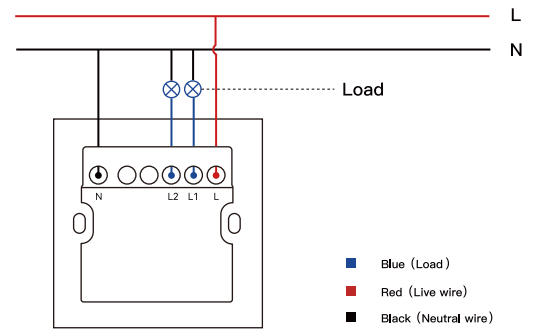 L
N
Load
N L2 L1 L
Blue (Load)
Red (Live wire)
Black (Neutral wire)